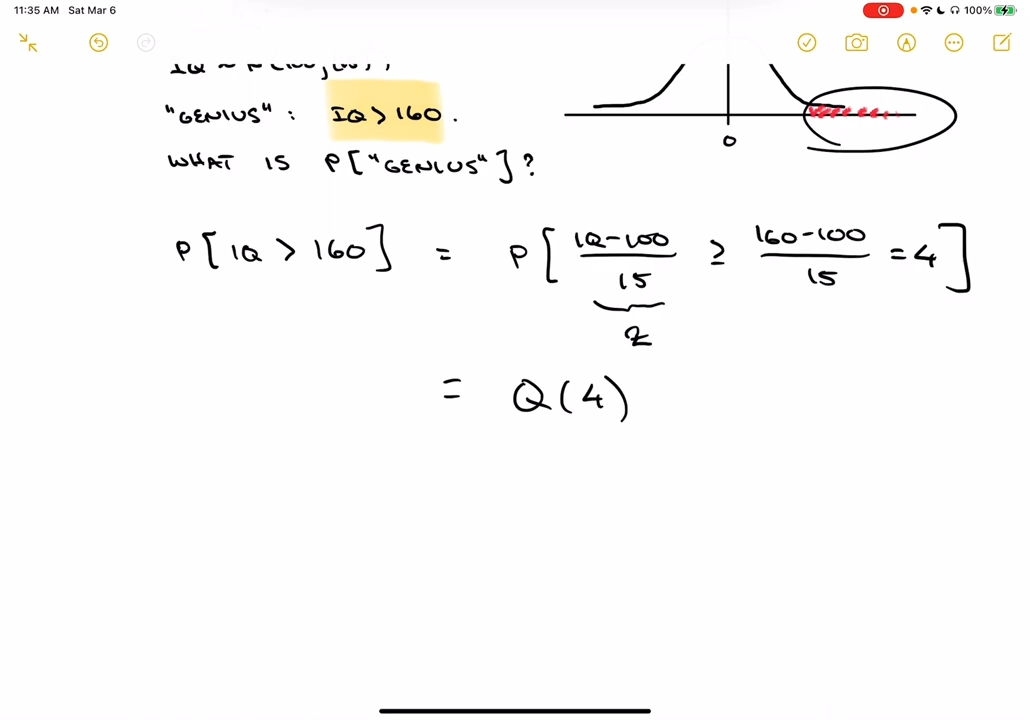 11:35 AM Sat Mar 6
100%
"GENIUS" : IQ > 160 .
0
WHAT IS P["GENIUS"]?
P[IQ > 160] = P[(IQ-100)/15 ≥ (160-100)/15 = 4]
Z
= Q(4)